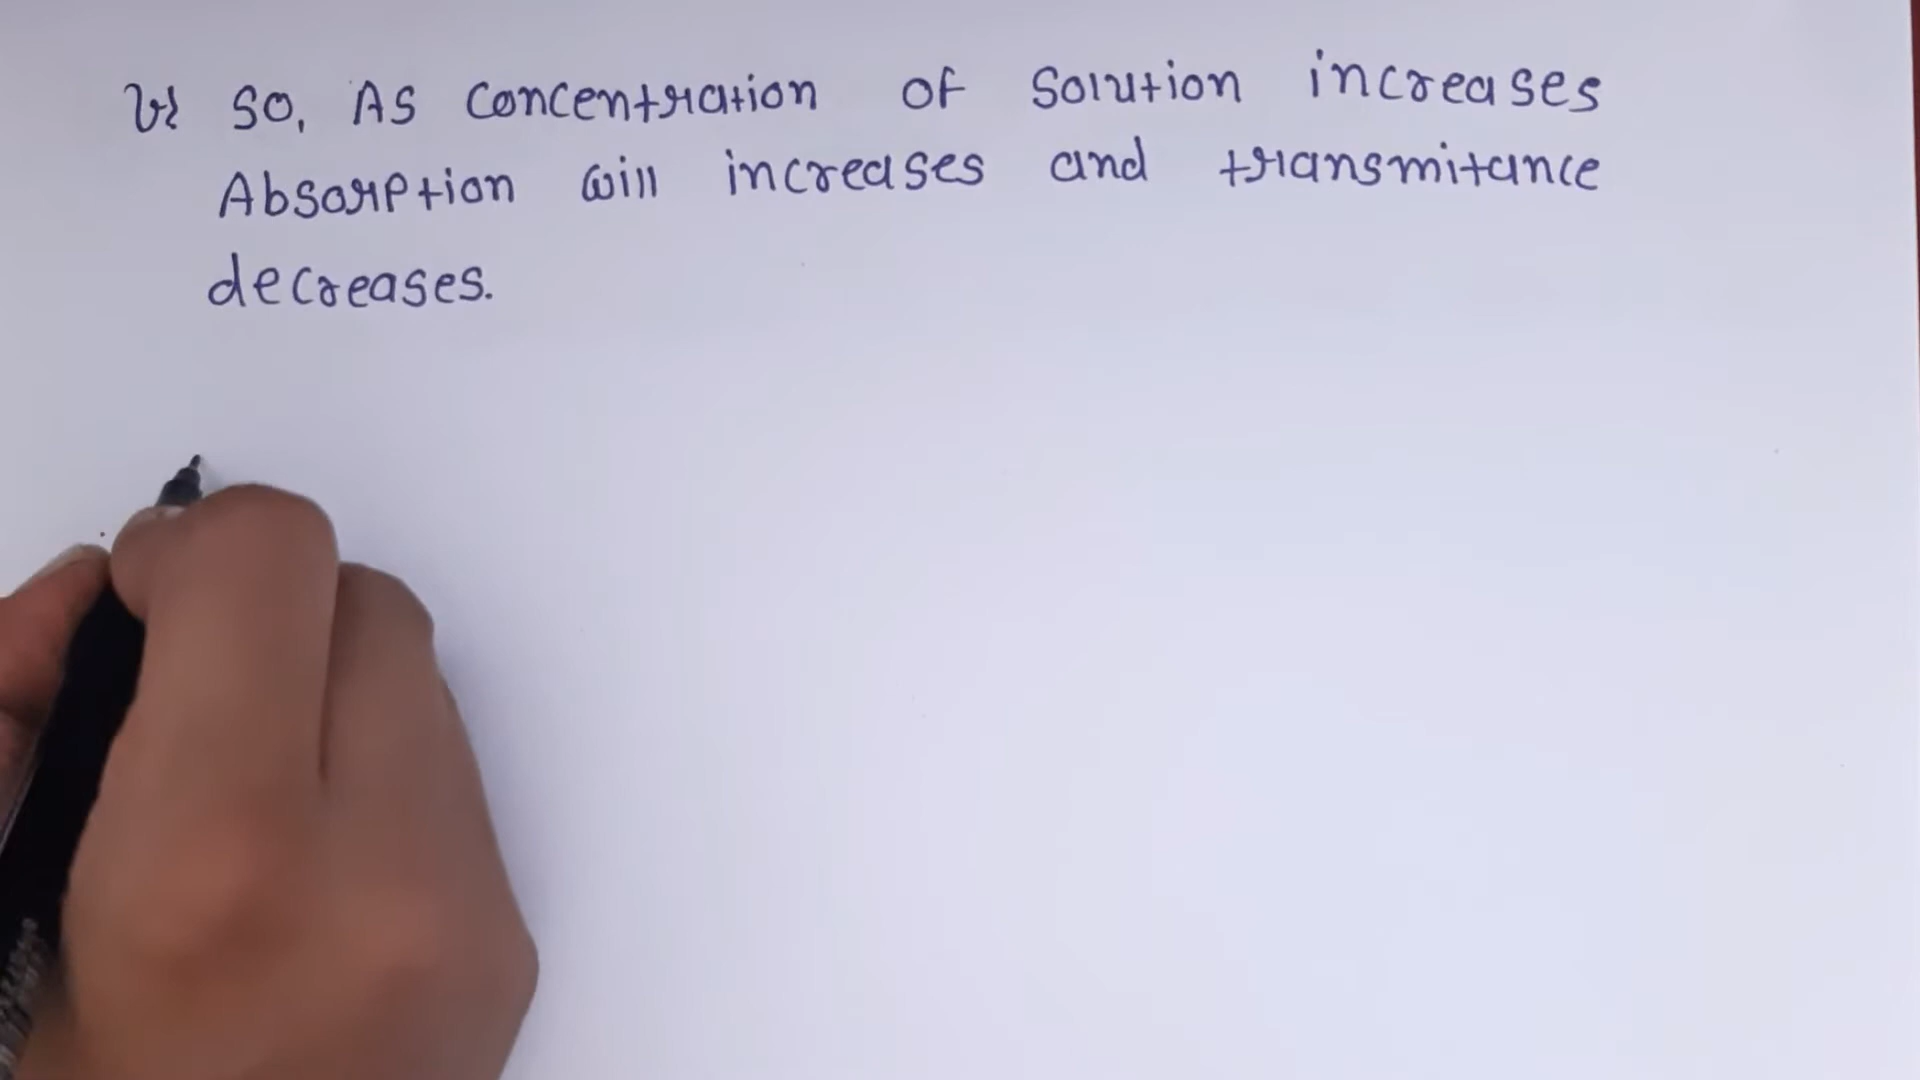 so, As concentration of solution increases
Absorption will increases and transmitance
decreases.